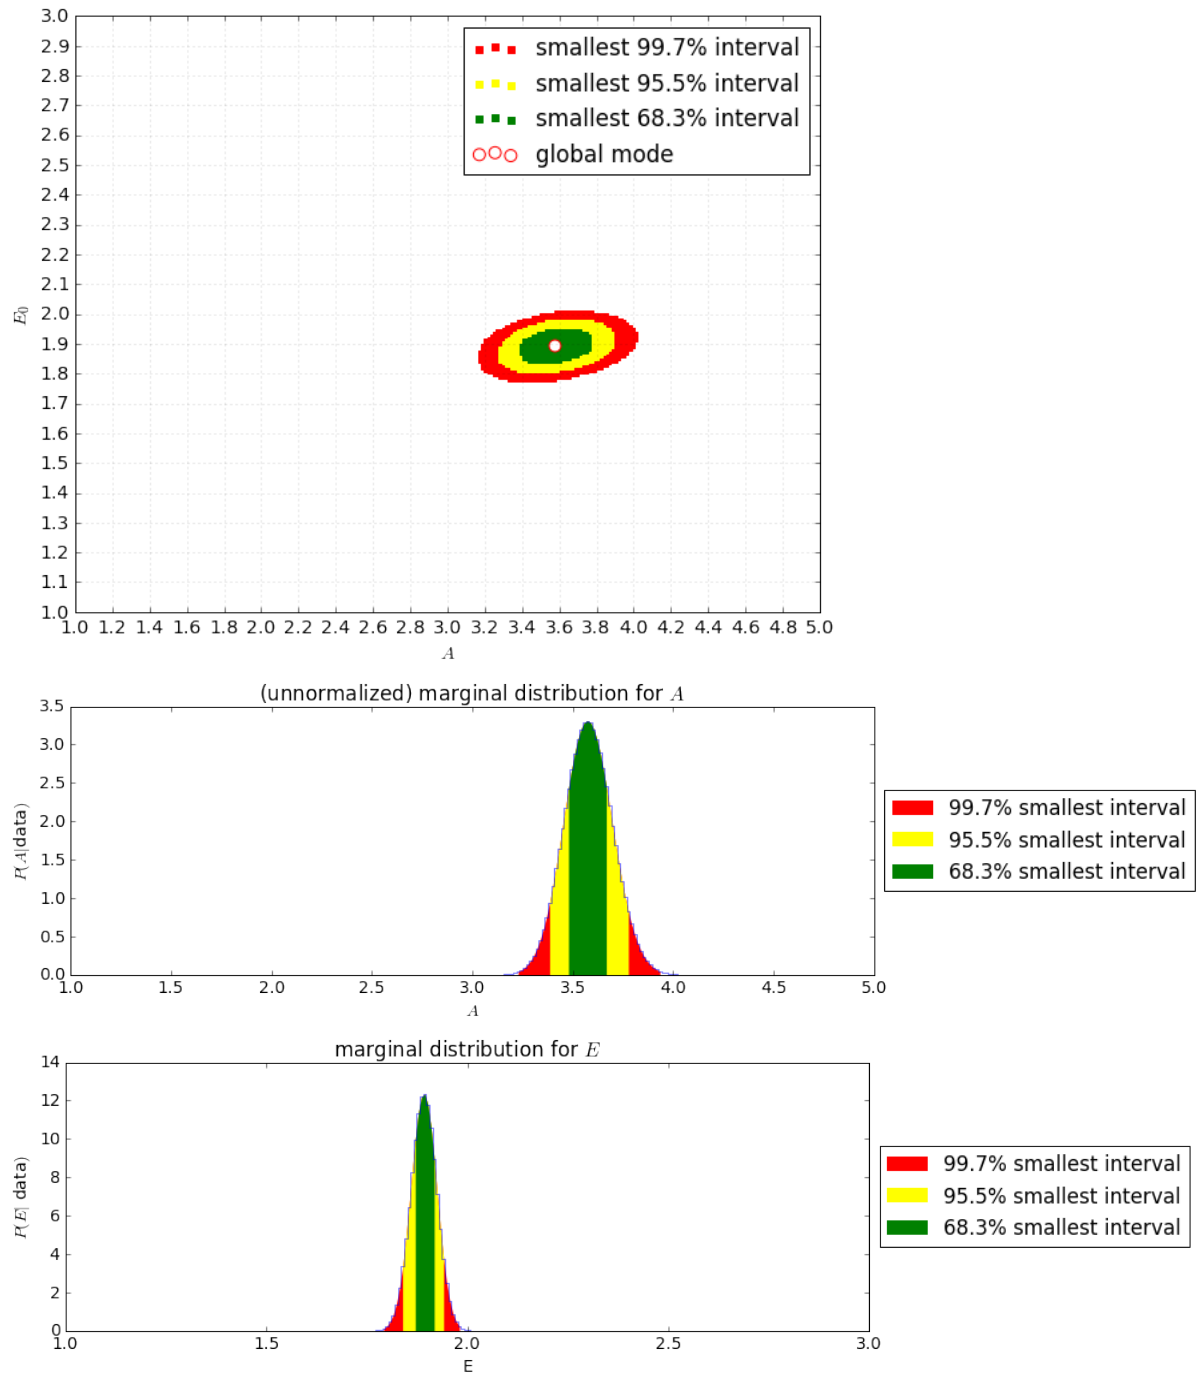 3.0
2.9
2.8
2.7
2.6
2.5
2.4
2.3
2.2
2.1
2.0
1.9
1.8
1.7
1.6
1.5
1.4
1.3
1.2
1.1
1.0
E0
smallest 99.7% interval
smallest 95.5% interval
smallest 68.3% interval
global mode
1.0 1.2 1.4 1.6 1.8 2.0 2.2 2.4 2.6 2.8 3.0 3.2 3.4 3.6 3.8 4.0 4.2 4.4 4.6 4.8 5.0
A
(unnormalized) marginal distribution for A
3.5
3.0
2.5
2.0
1.5
1.0
0.5
0.0
P(A|data)
1.0 1.5 2.0 2.5 3.0 3.5 4.0 4.5 5.0
A
99.7% smallest interval
95.5% smallest interval
68.3% smallest interval
marginal distribution for E
14
12
10
8
6
4
2
0
P(E| data)
1.0 1.5 2.0 2.5 3.0
E
99.7% smallest interval
95.5% smallest interval
68.3% smallest interval